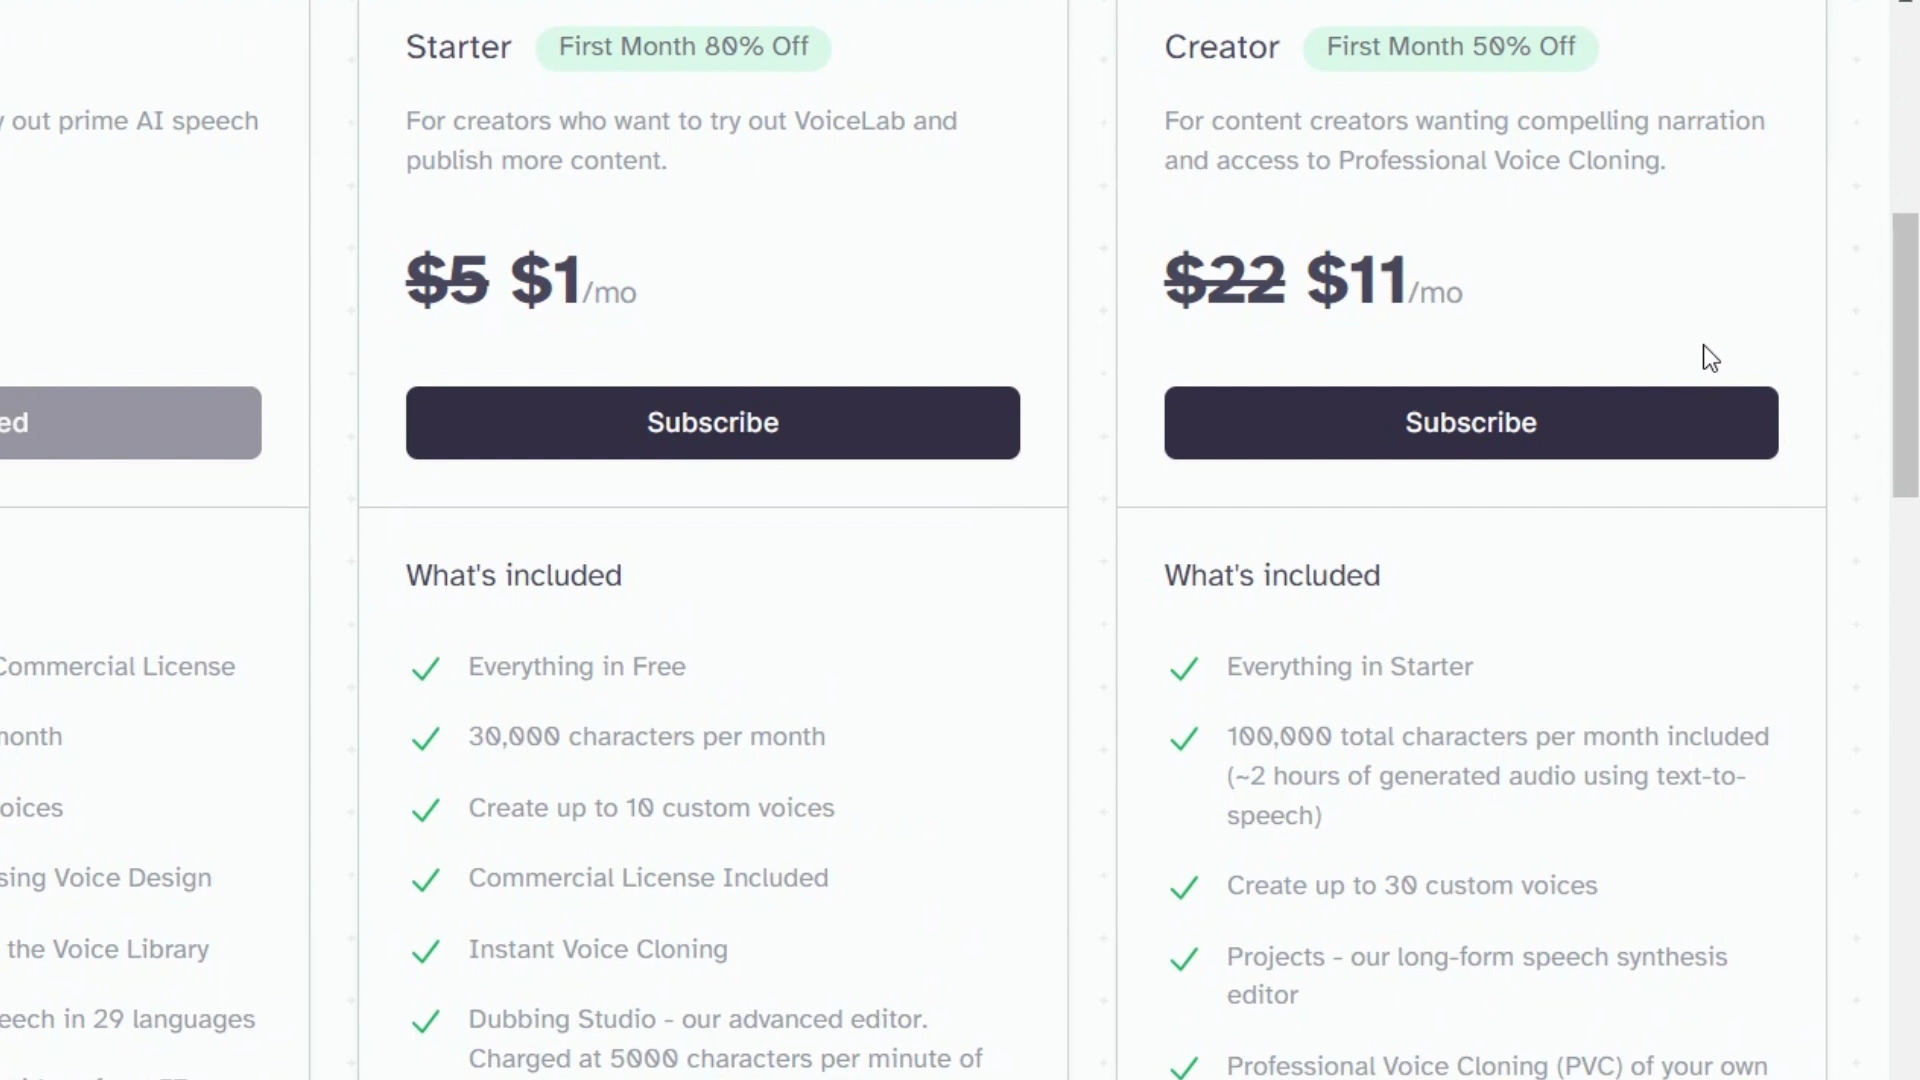 y out prime AI speech
ed
Commercial License
month
oices
sing Voice Design
the Voice Library
eech in 29 languages
Starter
First Month 80% Off
For creators who want to try out VoiceLab and
publish more content.
$5 $1/mo
Subscribe
What's included
Everything in Free
30,000 characters per month
Create up to 10 custom voices
Commercial License Included
Instant Voice Cloning
Dubbing Studio - our advanced editor.
Charged at 5000 characters per minute of
Creator
First Month 50% Off
For content creators wanting compelling narration
and access to Professional Voice Cloning.
$22 $11/mo
Subscribe
What's included
Everything in Starter
100,000 total characters per month included
(~2 hours of generated audio using text-to-
speech)
Create up to 30 custom voices
Projects - our long-form speech synthesis
editor
Professional Voice Cloning (PVC) of your own